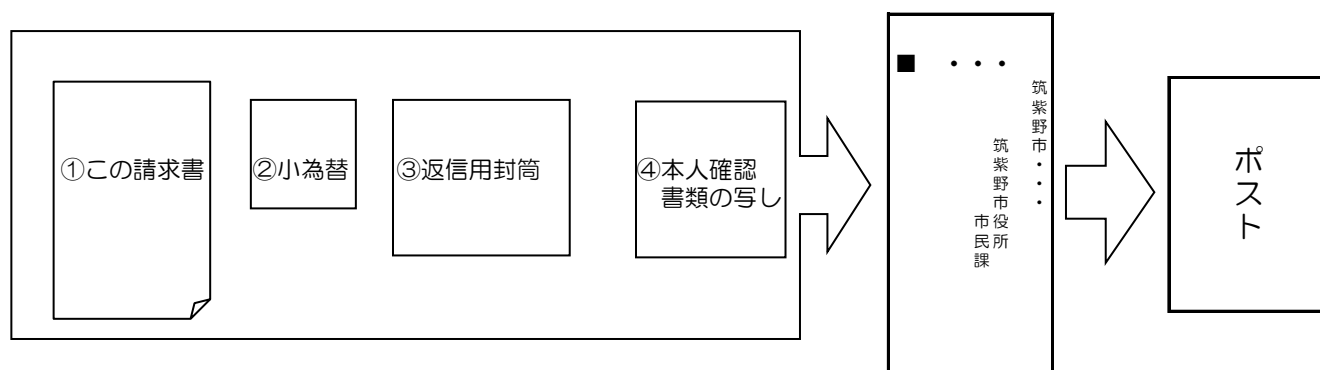 ①この請求書
②小為替
③返信用封筒
④本人確認
書類の写し
■　・・・
筑紫野市・・・
筑紫野市役所
市民課
ポスト